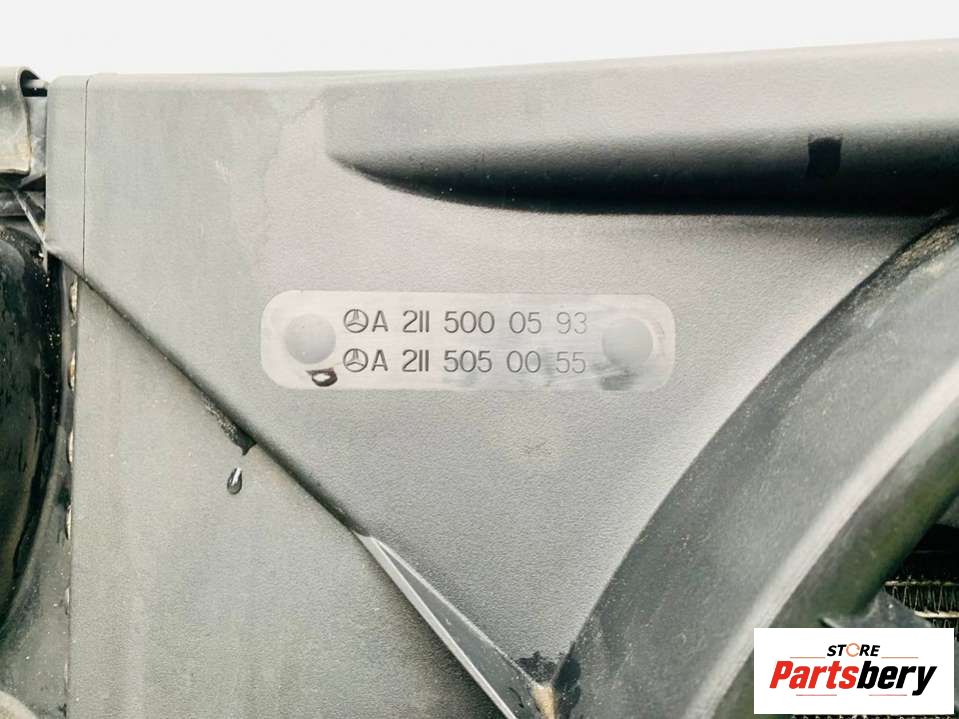 A 211 500 05 93
A 211 505 00 55
STORE
Partsbery